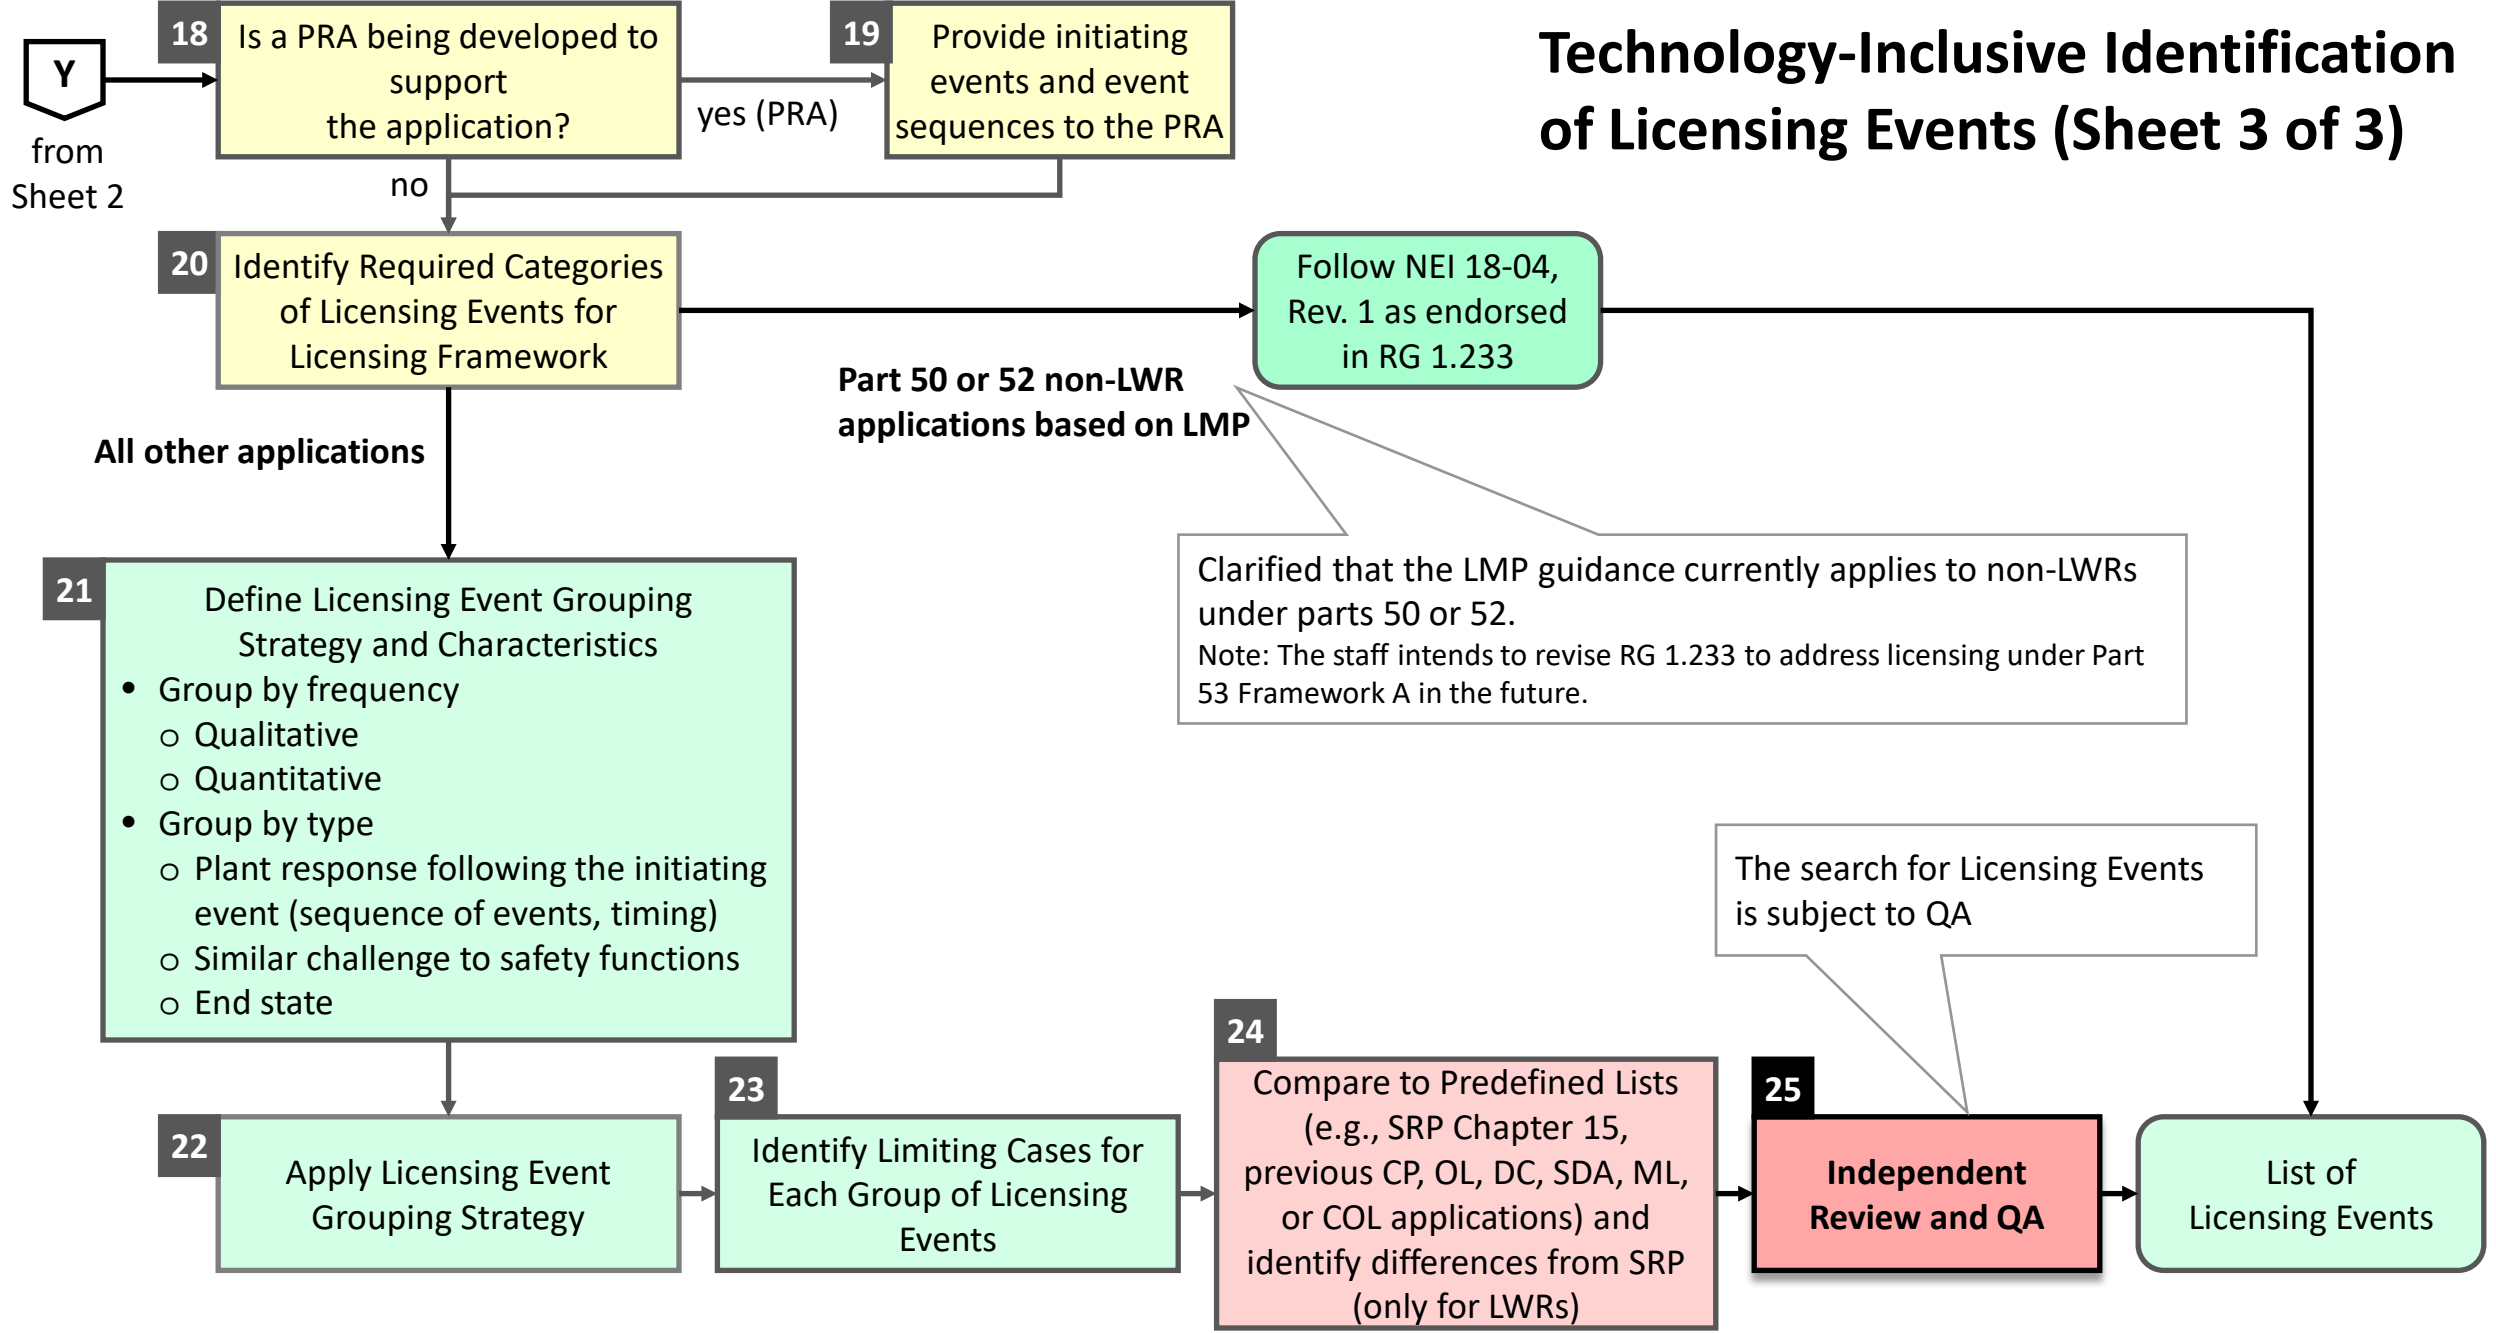 Technology-Inclusive Identification
of Licensing Events (Sheet 3 of 3)
Y
from
Sheet 2
18
Is a PRA being developed to
support
the application?
yes (PRA)
no
19
Provide initiating
events and event
sequences to the PRA
20
Identify Required Categories
of Licensing Events for
Licensing Framework
Part 50 or 52 non-LWR
applications based on LMP
Follow NEI 18-04,
Rev. 1 as endorsed
in RG 1.233
All other applications
Clarified that the LMP guidance currently applies to non-LWRs
under parts 50 or 52.
Note: The staff intends to revise RG 1.233 to address licensing under Part
53 Framework A in the future.
21
Define Licensing Event Grouping
Strategy and Characteristics
• Group by frequency
o Qualitative
o Quantitative
• Group by type
o Plant response following the initiating
event (sequence of events, timing)
o Similar challenge to safety functions
o End state
22
Apply Licensing Event
Grouping Strategy
23
Identify Limiting Cases for
Each Group of Licensing
Events
24
Compare to Predefined Lists
(e.g., SRP Chapter 15,
previous CP, OL, DC, SDA, ML,
or COL applications) and
identify differences from SRP
(only for LWRs)
The search for Licensing Events
is subject to QA
25
Independent
Review and QA
List of
Licensing Events